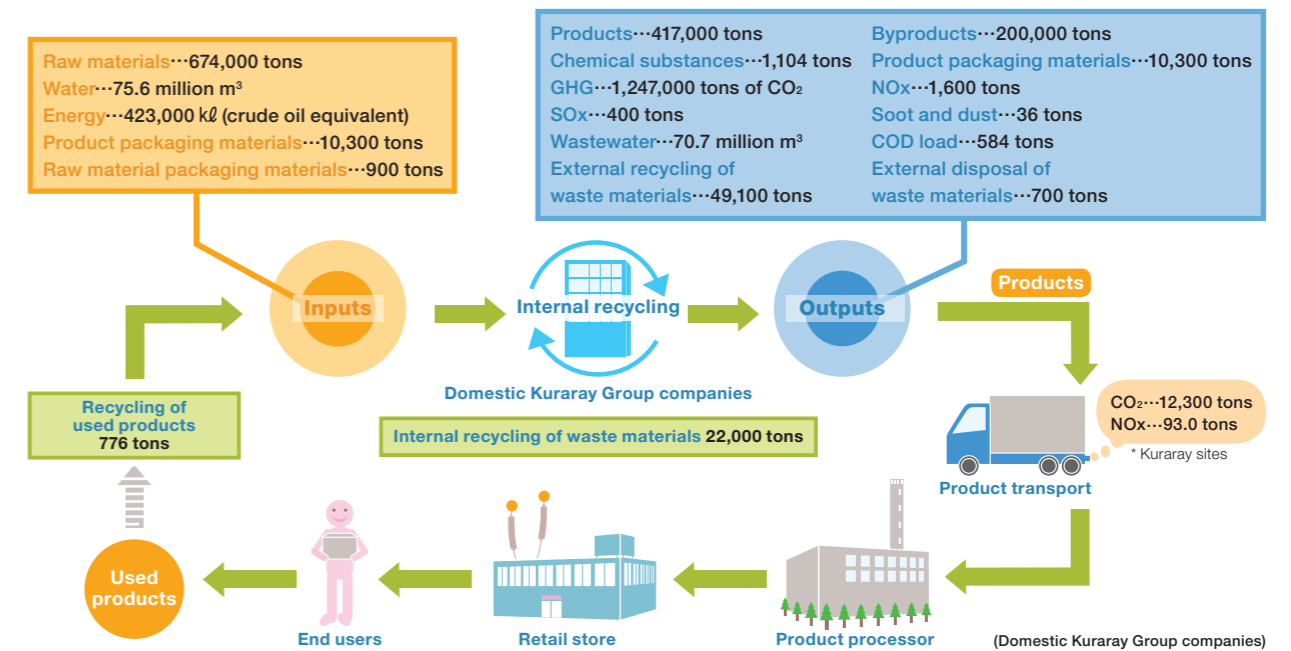 Raw materials···674,000 tons
Water···75.6 million m³
Energy···423,000 kℓ (crude oil equivalent)
Product packaging materials···10,300 tons
Raw material packaging materials···900 tons
Products···417,000 tons
Chemical substances···1,104 tons
GHG···1,247,000 tons of CO₂
SOx···400 tons
Wastewater···70.7 million m³
External recycling of
waste materials···49,100 tons
Byproducts···200,000 tons
Product packaging materials···10,300 tons
NOx···1,600 tons
Soot and dust···36 tons
COD load···584 tons
External disposal of
waste materials···700 tons
Inputs
Internal recycling
Outputs
Products
Domestic Kuraray Group companies
Internal recycling of waste materials 22,000 tons
Recycling of
used products
776 tons
CO₂···12,300 tons
NOx···93.0 tons
* Kuraray sites
Product transport
Used
products
End users
Retail store
Product processor
(Domestic Kuraray Group companies)